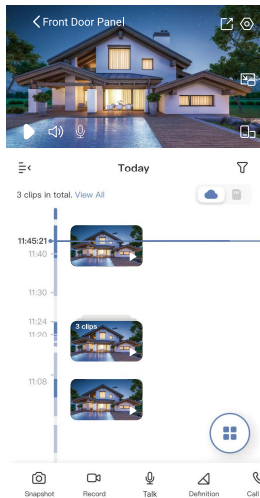 Front Door Panel
Today
3 clips in total. View All
11:45:21
11:40
11:30
11:24
11:20
3 clips
11:08
Snapshot Record Talk Definition Call